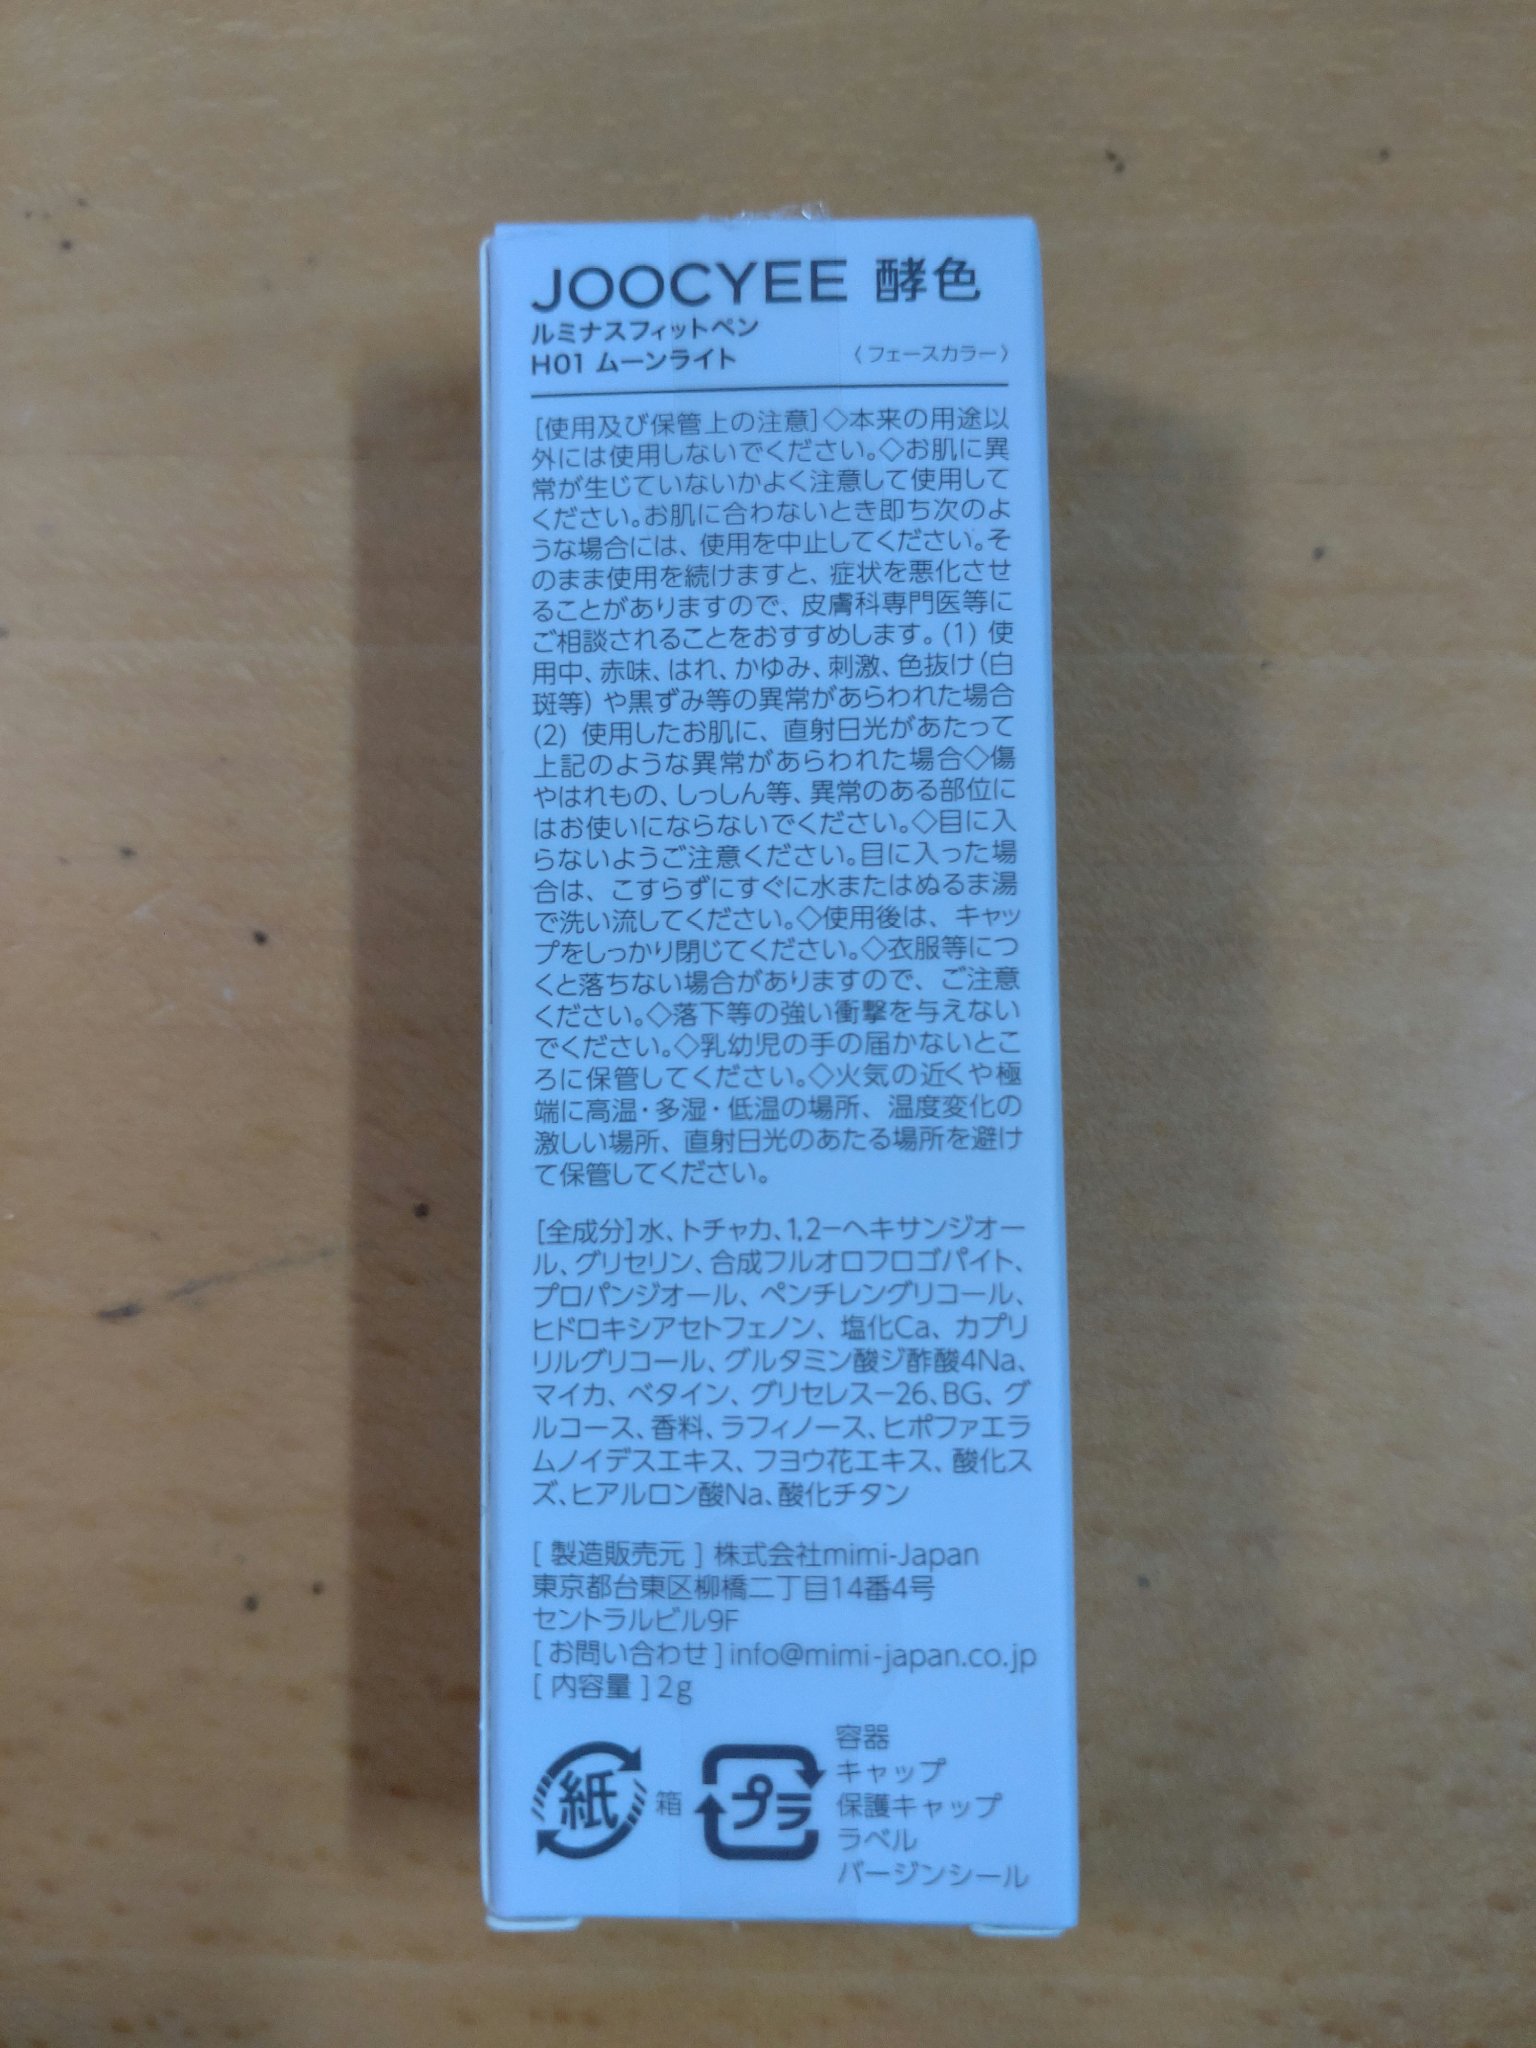 JOOCYEE 酵色
ルミナスフィットペン
H01 ムーンライト 〈フェースカラー〉
[使用及び保管上の注意]◇本来の用途以
外には使用しないでください。◇お肌に異
常が生じていないかよく注意して使用して
ください。お肌に合わないとき即ち次のよ
うな場合には、使用を中止してください。そ
のまま使用を続けますと、症状を悪化させ
ることがありますので、皮膚科専門医等に
ご相談されることをおすすめします。(1) 使
用中、赤味、はれ、かゆみ、刺激、色抜け(白
斑等) や黒ずみ等の異常があらわれた場合
(2) 使用したお肌に、直射日光があたって
上記のような異常があらわれた場合◇傷
やはれもの、しっしん等、異常のある部位に
はお使いにならないでください。◇目に入
らないようご注意ください。目に入った場
合は、こすらずにすぐに水またはぬるま湯
で洗い流してください。◇使用後は、キャッ
プをしっかり閉じてください。◇衣服等につ
くと落ちない場合がありますので、ご注意
ください。◇落下等の強い衝撃を与えない
でください。◇乳幼児の手の届かないとこ
ろに保管してください。◇火気の近くや極
端に高温・多湿・低温の場所、温度変化の
激しい場所、直射日光のあたる場所を避け
て保管してください。
[全成分]水、トチャカ、1,2−ヘキサンジオー
ル、グリセリン、合成フルオロフロゴパイト、
プロパンジオール、ペンチレングリコール、
ヒドロキシアセトフェノン、塩化Ca、カプリ
リルグリコール、グルタミン酸ジ酢酸4Na、
マイカ、ベタイン、グリセレス−26、BG、グ
ルコース、香料、ラフィノース、ヒポファエラ
ムノイデスエキス、フヨウ花エキス、酸化ス
ズ、ヒアルロン酸Na、酸化チタン
[ 製造販売元 ] 株式会社mimi-Japan
東京都台東区柳橋二丁目14番4号
セントラルビル9F
[ お問い合わせ ] info@mimi-japan.co.jp
[ 内容量 ] 2g
紙 箱
プラ
容器
キャップ
保護キャップ
ラベル
バージンシール